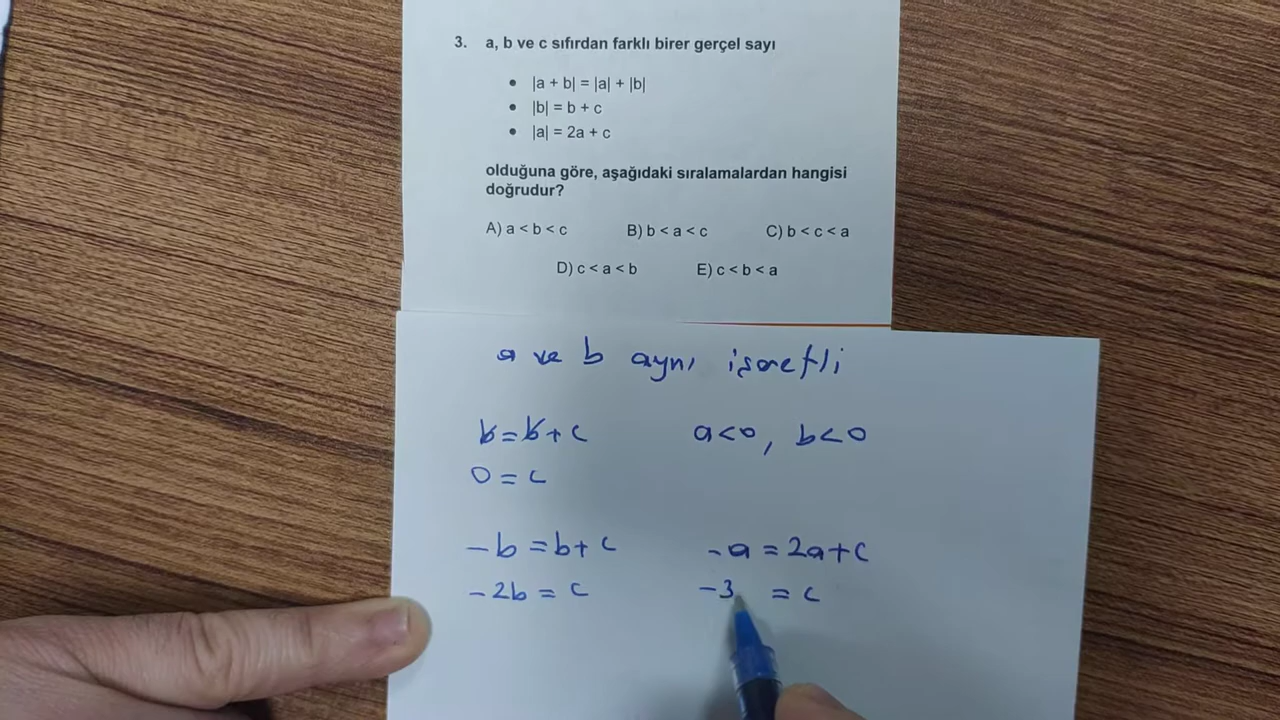 3. a, b ve c sıfırdan farklı birer gerçel sayı
• |a + b| = |a| + |b|
• |b| = b + c
• |a| = 2a + c
olduğuna göre, aşağıdaki sıralamalardan hangisi
doğrudur?
A) a < b < c B) b < a < c C) b < c < a
D) c < a < b E) c < b < a
a ve b aynı işaretli
b = b + c a<0, b<0
0 = c
-b = b + c -a = 2a + c
-2b = c -3 = c